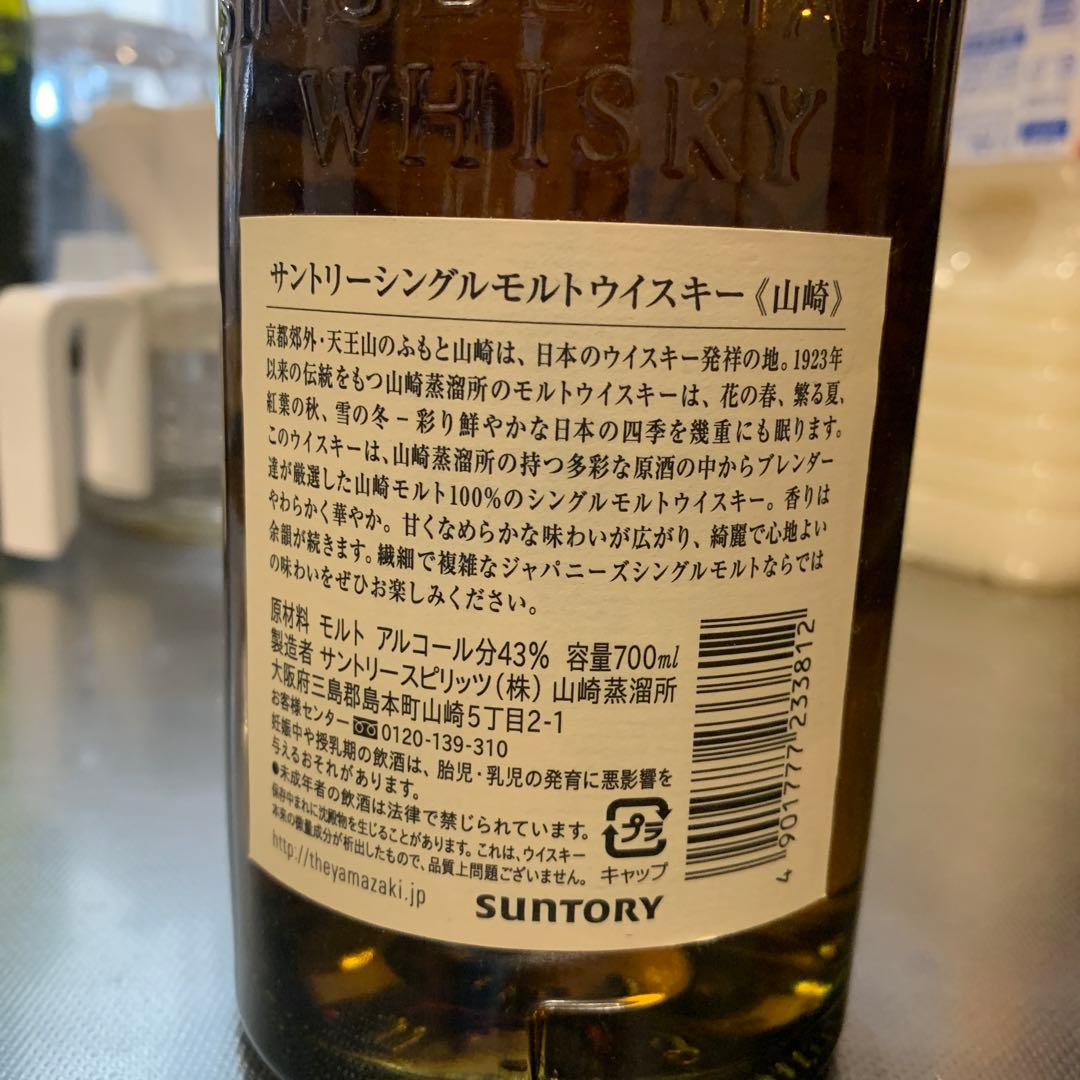 SINGLE MALT
WHISKY
サントリーシングルモルトウイスキー《山崎》
京都郊外・天王山のふもと山崎は、日本のウイスキー発祥の地。1923年
以来の伝統をもつ山崎蒸溜所のモルトウイスキーは、花の春、繁る夏、
紅葉の秋、雪の冬－彩り鮮やかな日本の四季を幾重にも眠ります。
このウイスキーは、山崎蒸溜所の持つ多彩な原酒の中からブレンダー
達が厳選した山崎モルト100%のシングルモルトウイスキー。香りは
やわらかく華やか。甘くなめらかな味わいが広がり、綺麗で心地よい
余韻が続きます。繊細で複雑なジャパニーズシングルモルトならでは
の味わいをぜひお楽しみください。
原材料 モルト アルコール分43% 容量700ml
製造者 サントリースピリッツ(株) 山崎蒸溜所
大阪府三島郡島本町山崎5丁目2-1
お客様センター 0120-139-310
妊娠中や授乳期の飲酒は、胎児・乳児の発育に悪影響を
与えるおそれがあります。
●未成年者の飲酒は法律で禁じられています。
保存中まれに沈殿物を生じることがあります。これは、ウイスキー
本来の微量成分が析出したもので、品質上問題ございません。
http://theyamazaki.jp
プラ
キャップ
SUNTORY
4 901777 233812